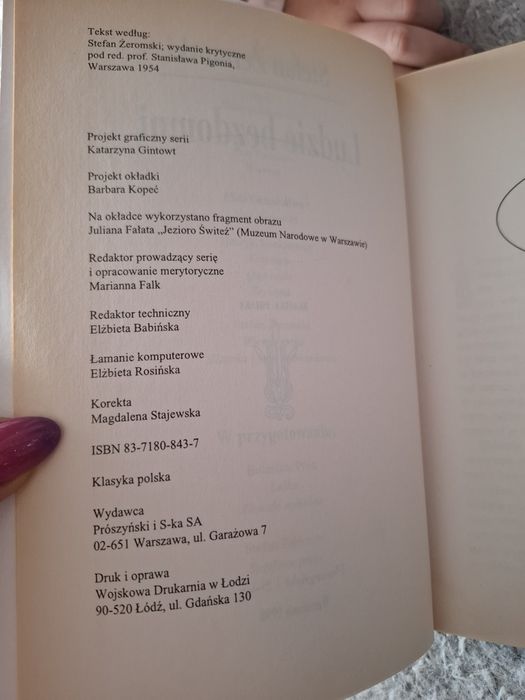 Tekst według:
Stefan Żeromski; wydanie krytyczne
pod red. prof. Stanisława Pigonia,
Warszawa 1954
Projekt graficzny serii
Katarzyna Gintowt
Projekt okładki
Barbara Kopeć
Na okładce wykorzystano fragment obrazu
Juliana Fałata „Jezioro Świteź” (Muzeum Narodowe w Warszawie)
Redaktor prowadzący serię
i opracowanie merytoryczne
Marianna Falk
Redaktor techniczny
Elżbieta Babińska
Łamanie komputerowe
Elżbieta Rosińska
Korekta
Magdalena Stajewska
ISBN 83-7180-843-7
Klasyka polska
Wydawca
Prószyński i S-ka SA
02-651 Warszawa, ul. Garażowa 7
Druk i oprawa
Wojskowa Drukarnia w Łodzi
90-520 Łódź, ul. Gdańska 130